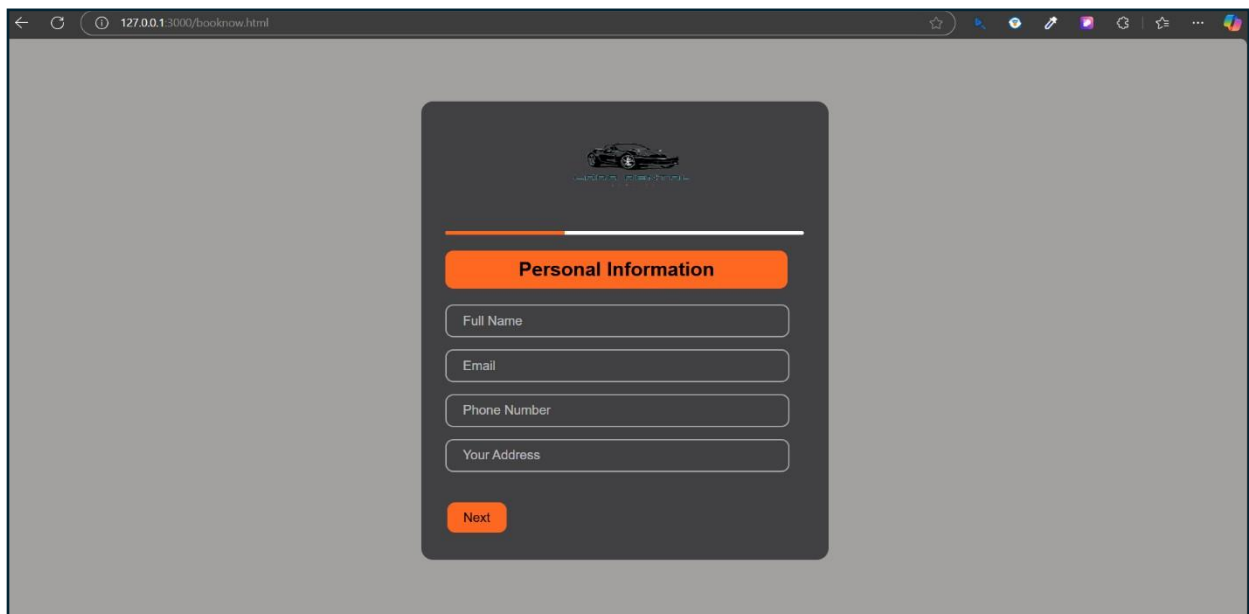 127.0.0.1:3000/booknow.html
Personal Information
Full Name
Email
Phone Number
Your Address
Next